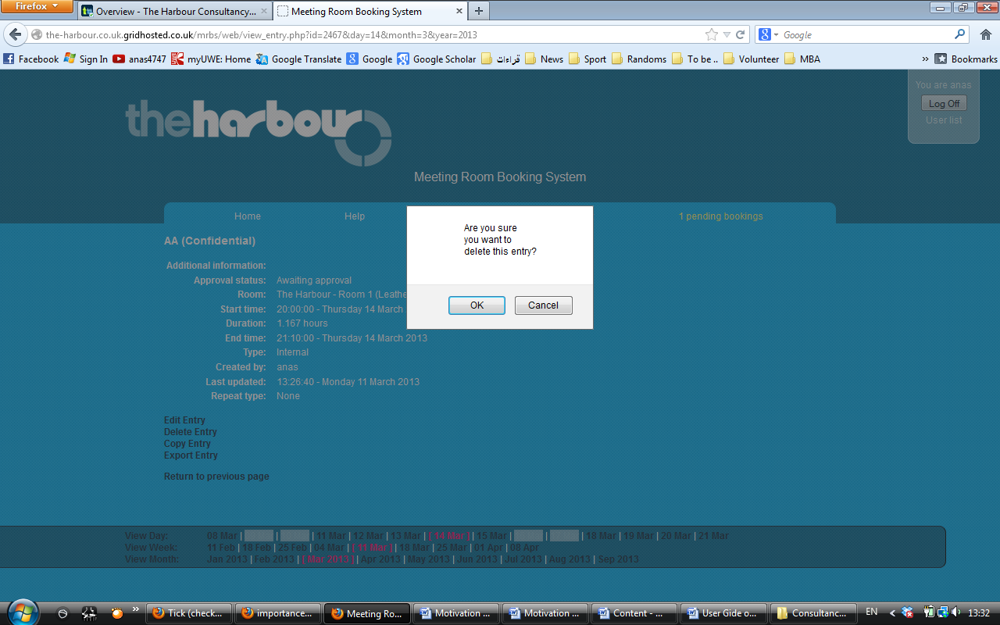 Firefox
Overview - The Harbour Consultancy...
Meeting Room Booking System
the-harbour.co.uk.gridhosted.co.uk/mrbs/web/view_entry.php?id=2467&day=14&month=3&year=2013
Google
Facebook Sign In anas4747 myUWE: Home Google Translate Google Google Scholar قراءات News Sport Randoms To be .. Volunteer MBA » Bookmarks
You are anas
Log Off
User list
theharbour
Meeting Room Booking System
Home Help 1 pending bookings
AA (Confidential)
Additional information:
Approval status: Awaiting approval
Room: The Harbour - Room 1 (Leathe
Start time: 20:00:00 - Thursday 14 March
Duration: 1.167 hours
End time: 21:10:00 - Thursday 14 March 2013
Type: Internal
Created by: anas
Last updated: 13:26:40 - Monday 11 March 2013
Repeat type: None
Are you sure
you want to
delete this entry?
OK Cancel
Edit Entry
Delete Entry
Copy Entry
Export Entry
Return to previous page
View Day: 08 Mar | | | 11 Mar | 12 Mar | 13 Mar | [ 14 Mar ] | 15 Mar | | | 18 Mar | 19 Mar | 20 Mar | 21 Mar
View Week: 11 Feb | 18 Feb | 25 Feb | 04 Mar | [ 11 Mar ] | 18 Mar | 25 Mar | 01 Apr | 08 Apr
View Month: Jan 2013 | Feb 2013 | [ Mar 2013 ] | Apr 2013 | May 2013 | Jun 2013 | Jul 2013 | Aug 2013 | Sep 2013
» Tick (check... importance... Meeting Ro... Motivation ... Motivation ... Content - ... User Gide o... Consultanc... EN 13:32